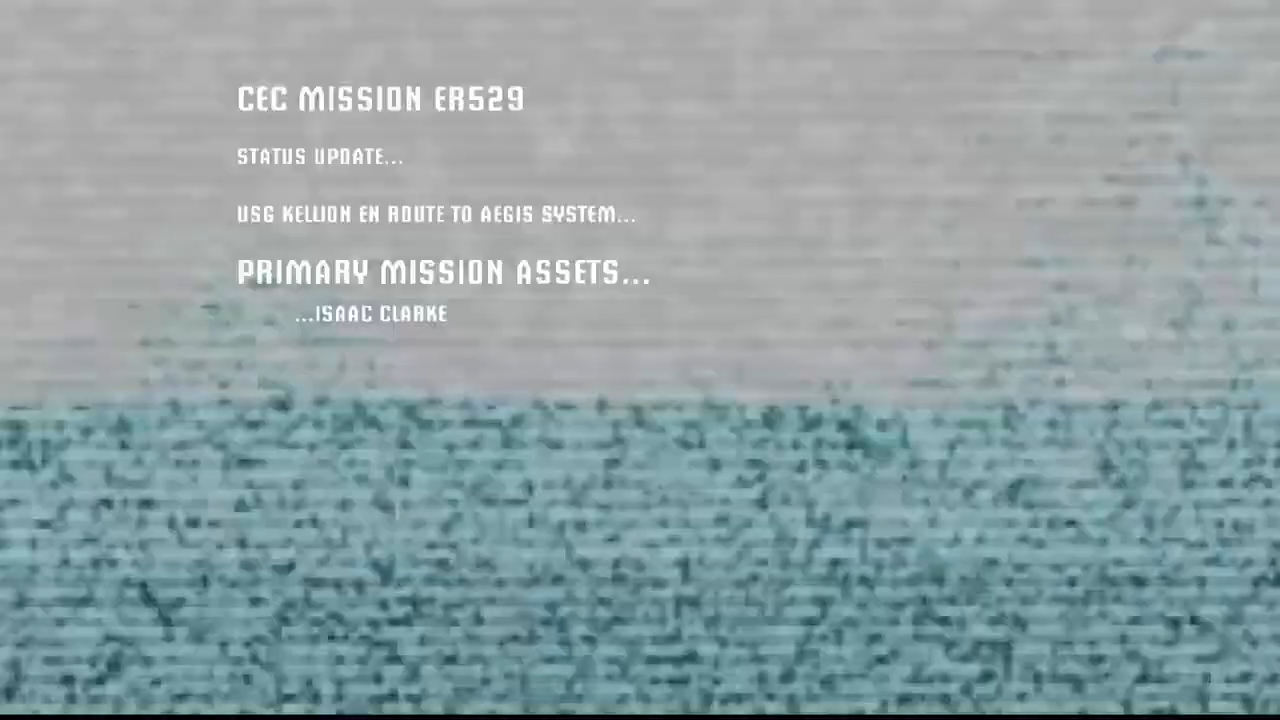 CEC MISSION ER529
STATUS UPDATE...
USG KELLION EN ROUTE TO AEGIS SYSTEM...
PRIMARY MISSION ASSETS...
...ISAAC CLARKE